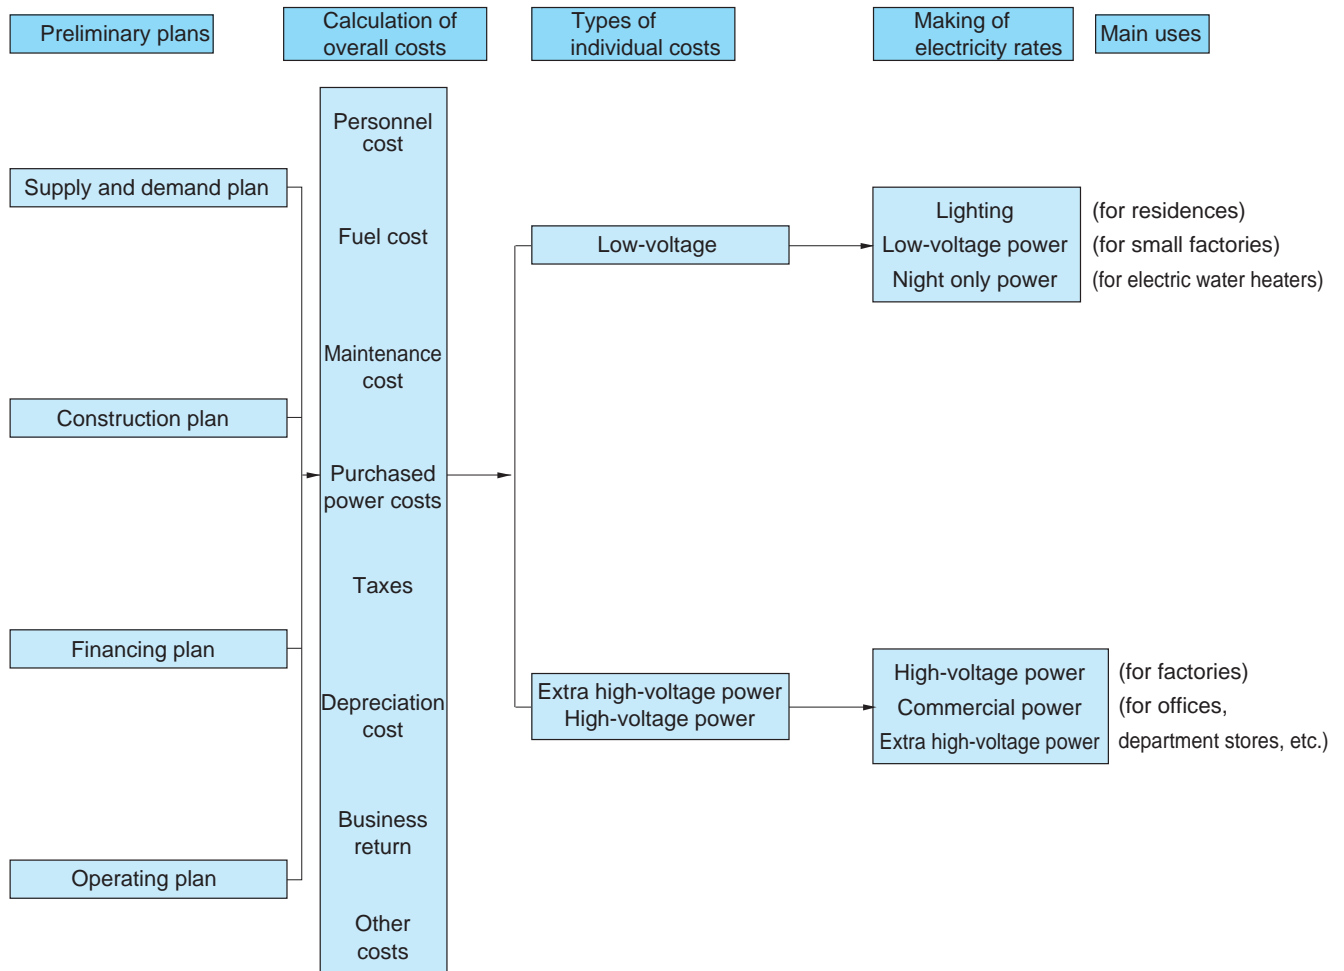 Preliminary plans
Calculation of
overall costs
Types of
individual costs
Making of
electricity rates
Main uses
Supply and demand plan
Construction plan
Financing plan
Operating plan
Personnel
cost
Fuel cost
Maintenance
cost
Purchased
power costs
Taxes
Depreciation
cost
Business
return
Other
costs
Low-voltage
Extra high-voltage power
High-voltage power
Lighting
Low-voltage power
Night only power
(for residences)
(for small factories)
(for electric water heaters)
High-voltage power
Commercial power
Extra high-voltage power
(for factories)
(for offices,
department stores, etc.)